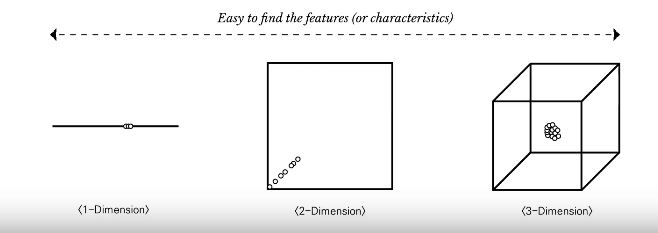 Easy to find the features (or characteristics)
〈1-Dimension〉
〈2-Dimension〉
〈3-Dimension〉